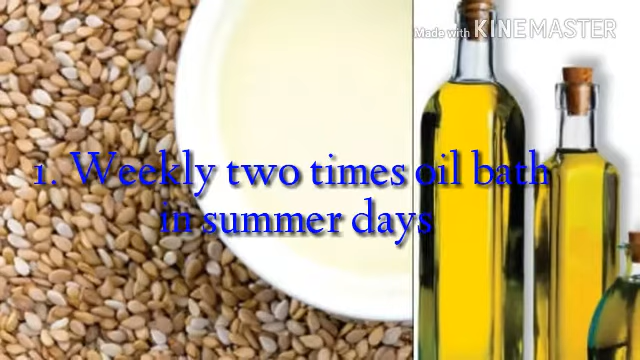 Made with KINEMASTER
1. Weekly two times oil bath
in summer days